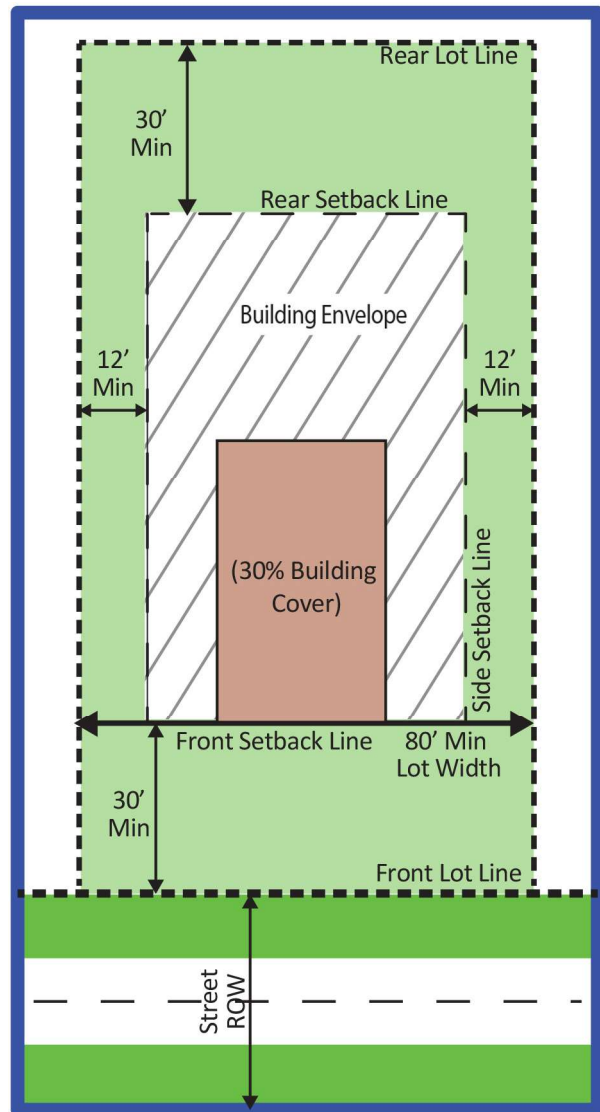 Rear Lot Line
30’
Min
Rear Setback Line
Building Envelope
12’
Min
12’
Min
(30% Building
Cover)
Side Setback Line
Front Setback Line
80’ Min
Lot Width
30’
Min
Front Lot Line
Street
ROW